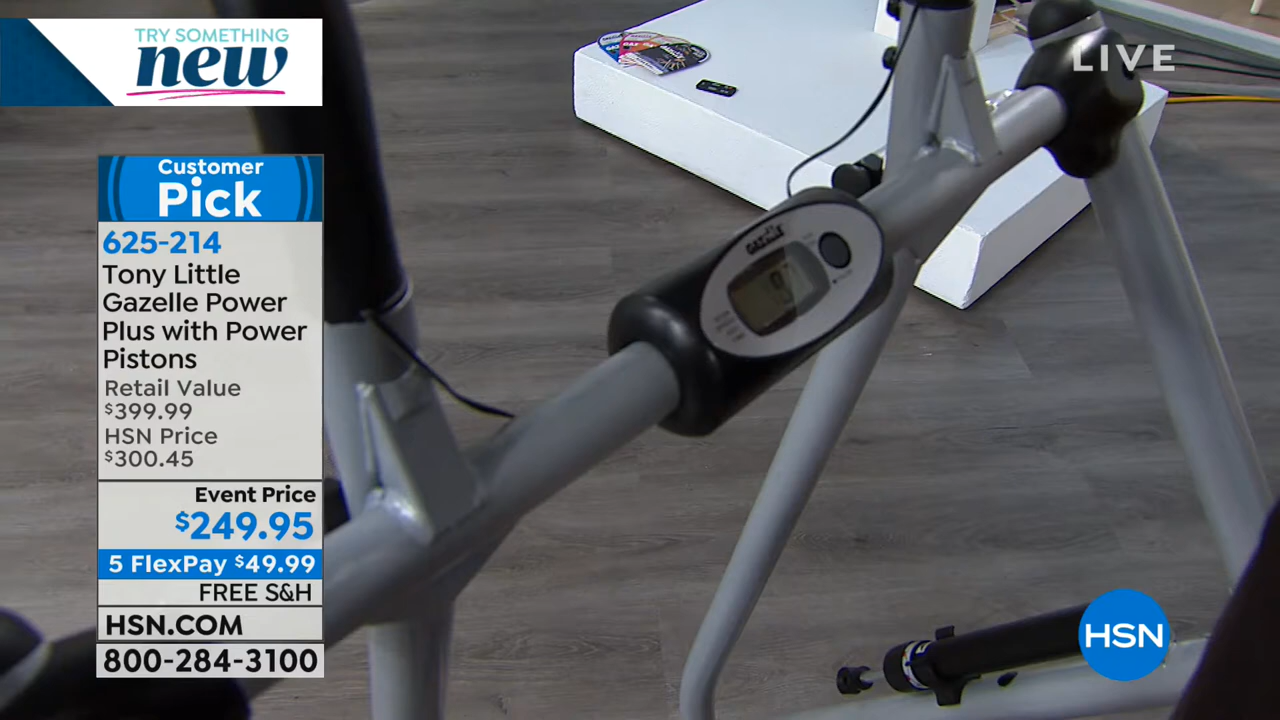 TRY SOMETHING
new
LIVE
Customer
Pick
625-214
Tony Little
Gazelle Power
Plus with Power
Pistons
Retail Value
$399.99
HSN Price
$300.45
Event Price
$249.95
5 FlexPay $49.99
FREE S&H
HSN.COM
800-284-3100
GAZELLE
HSN